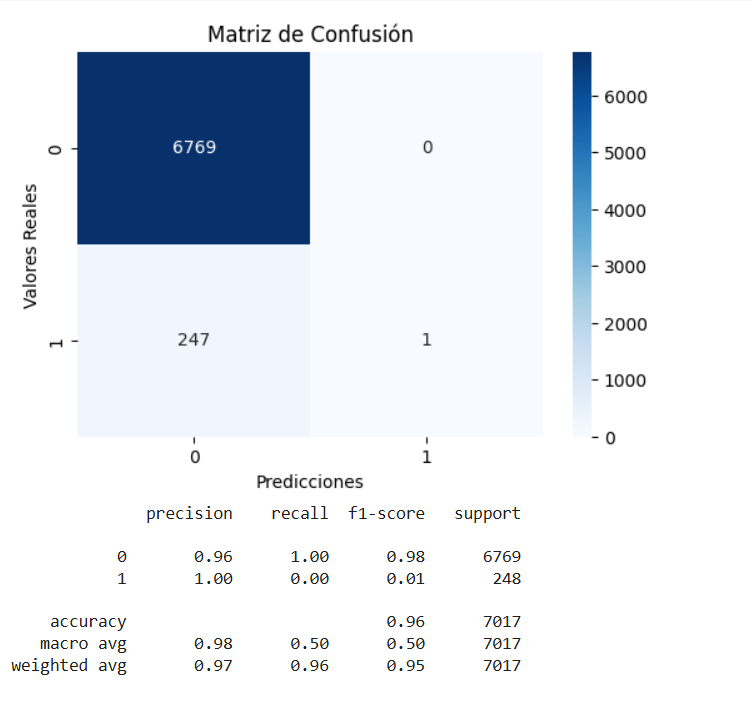 Matriz de Confusión
Valores Reales
0
6769
0
1
247
1
0
1
Predicciones
6000
5000
4000
3000
2000
1000
0
precision recall f1-score support
0 0.96 1.00 0.98 6769
1 1.00 0.00 0.01 248
accuracy 0.96 7017
macro avg 0.98 0.50 0.50 7017
weighted avg 0.97 0.96 0.95 7017